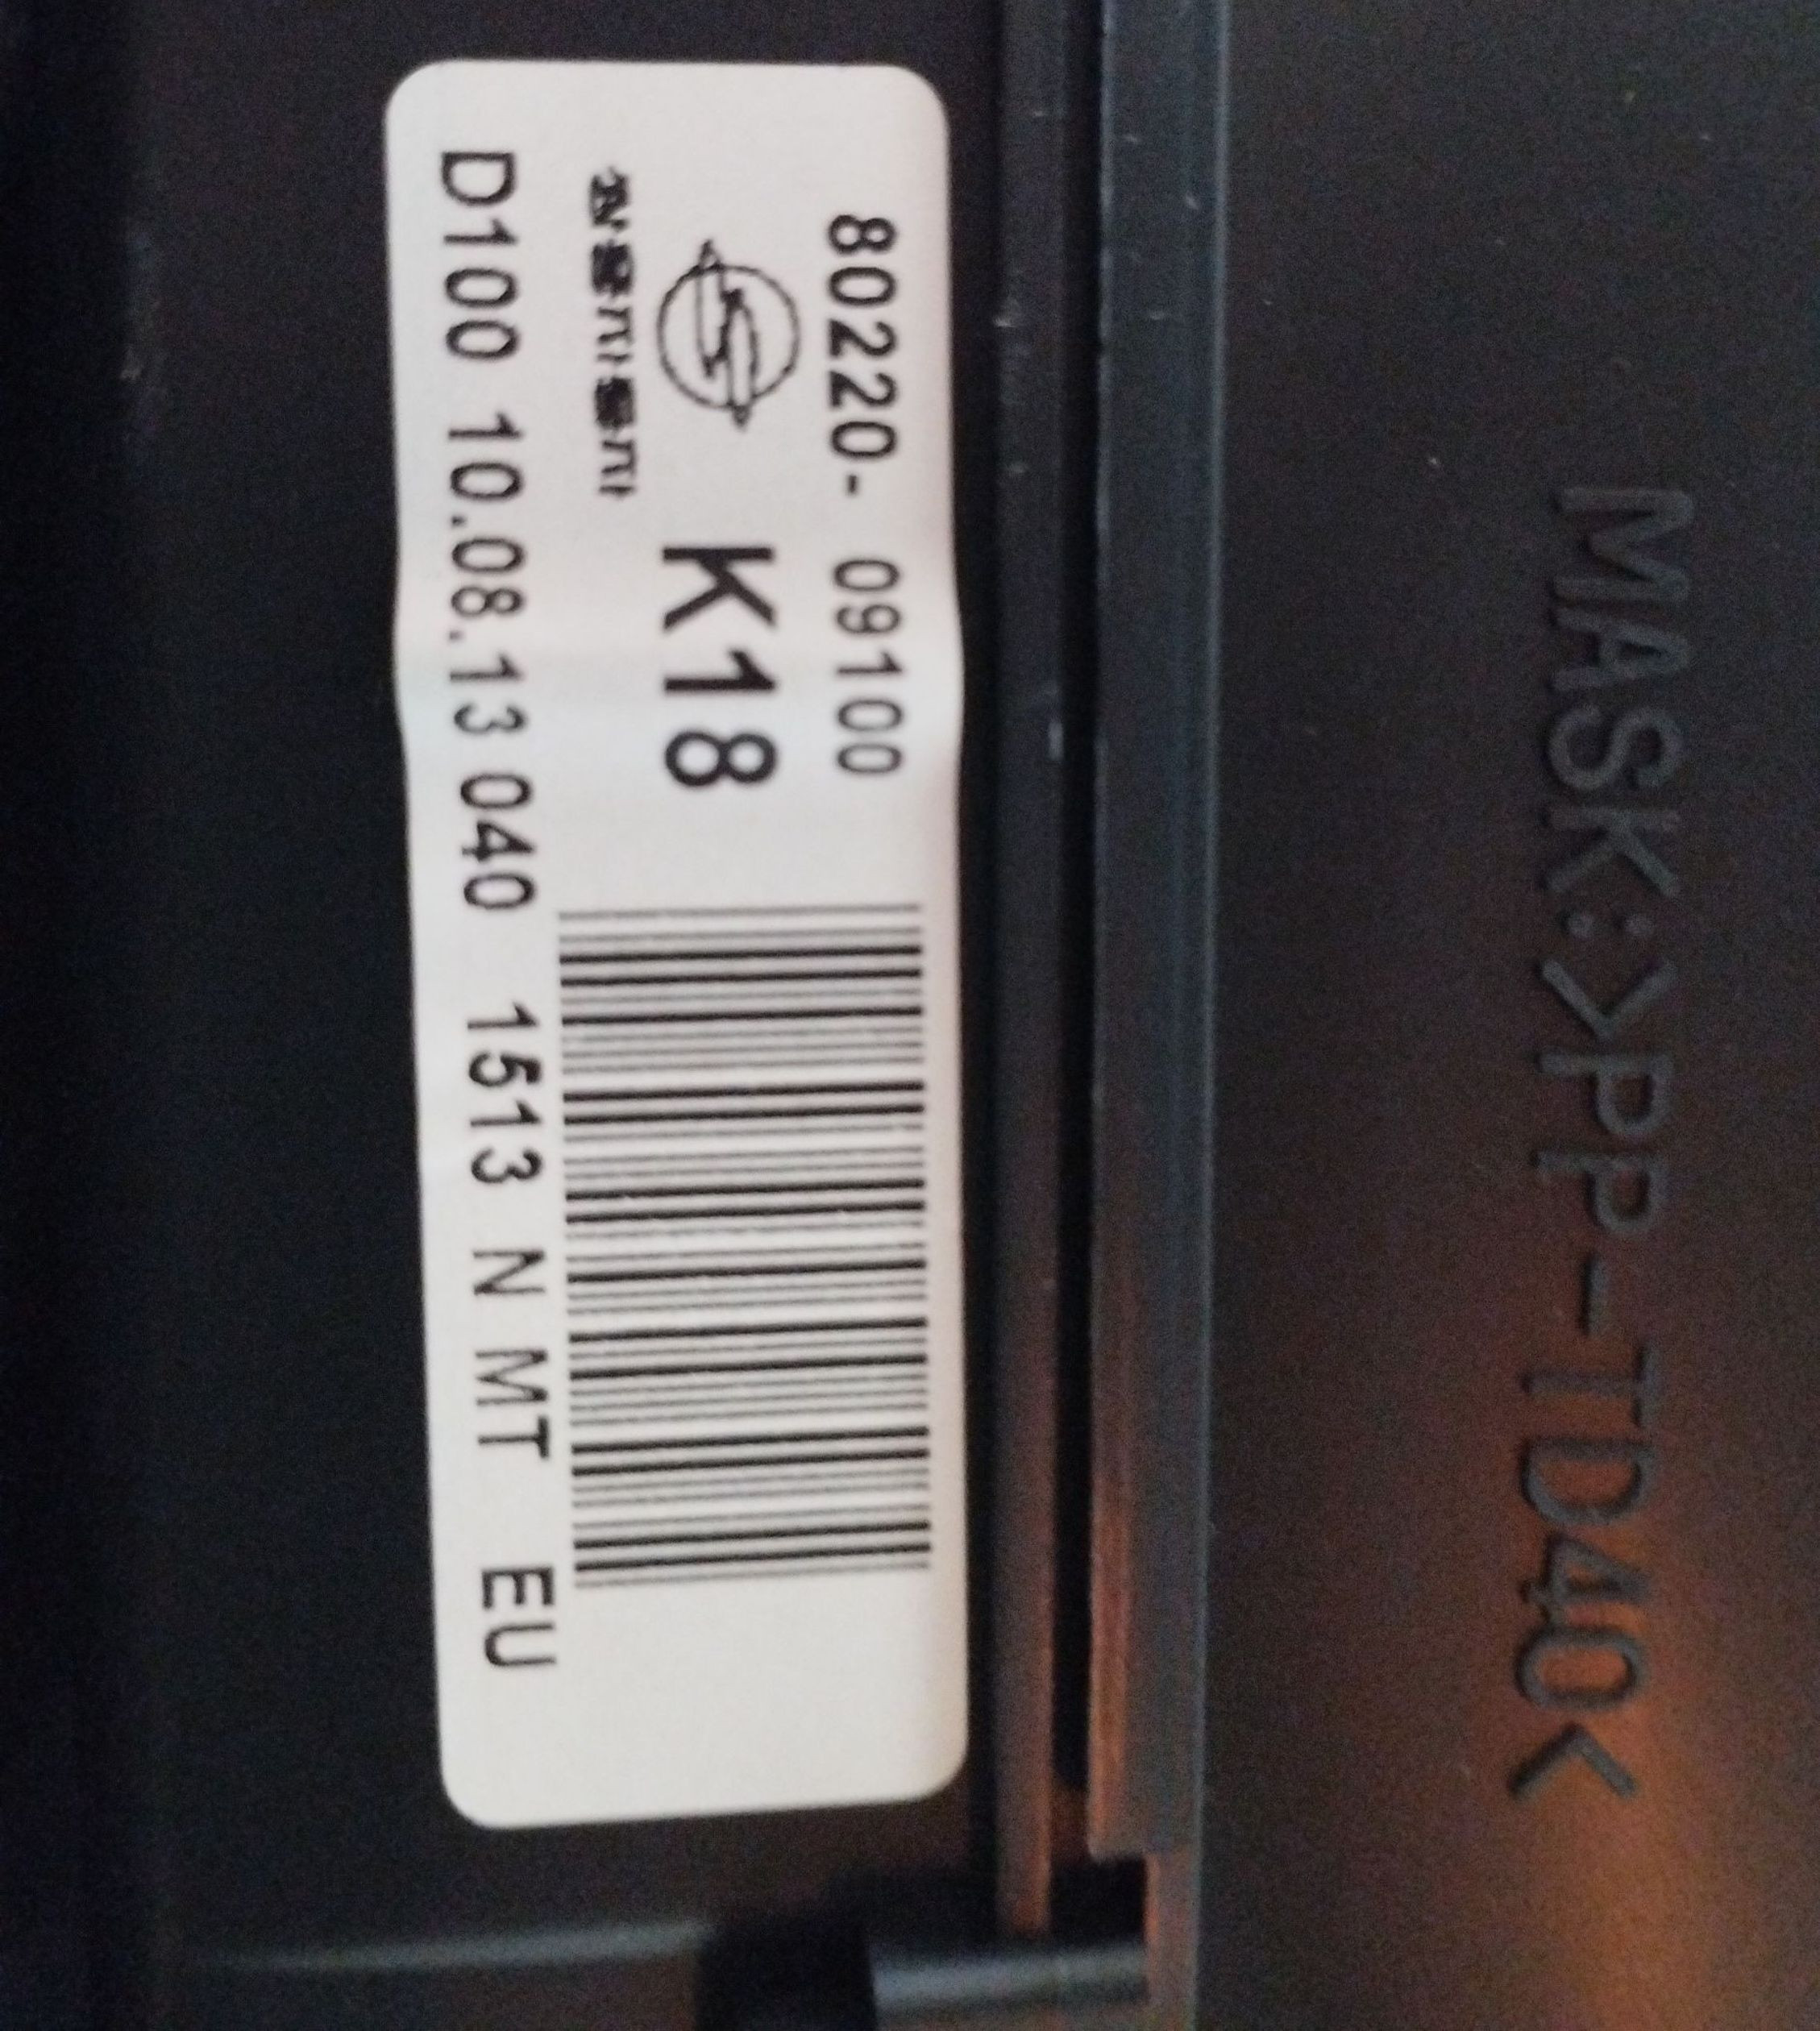 80220- 09100
K18
D100 10.08.13 040 1513 N MT EU
MASK:>PP-TD40<